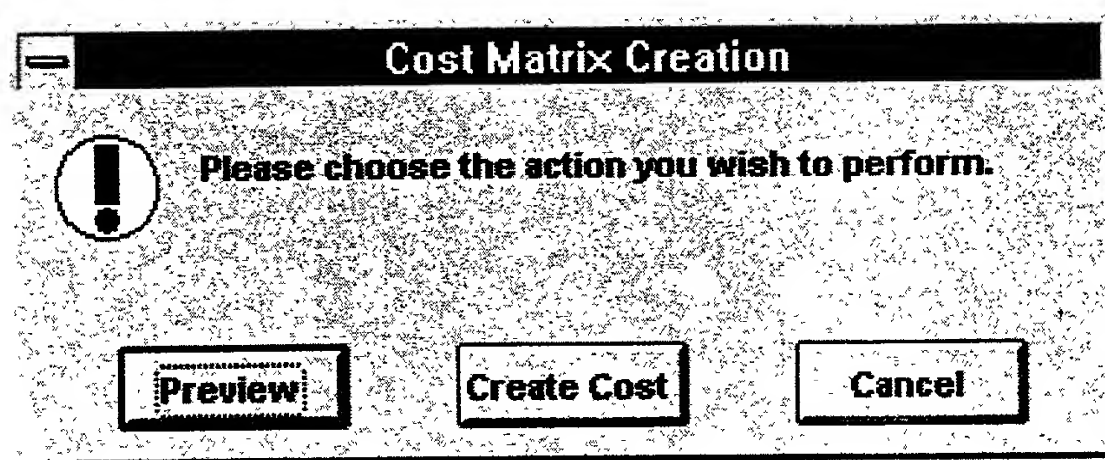 Cost Matrix Creation
Please choose the action you wish to perform.
Preview
Create Cost
Cancel